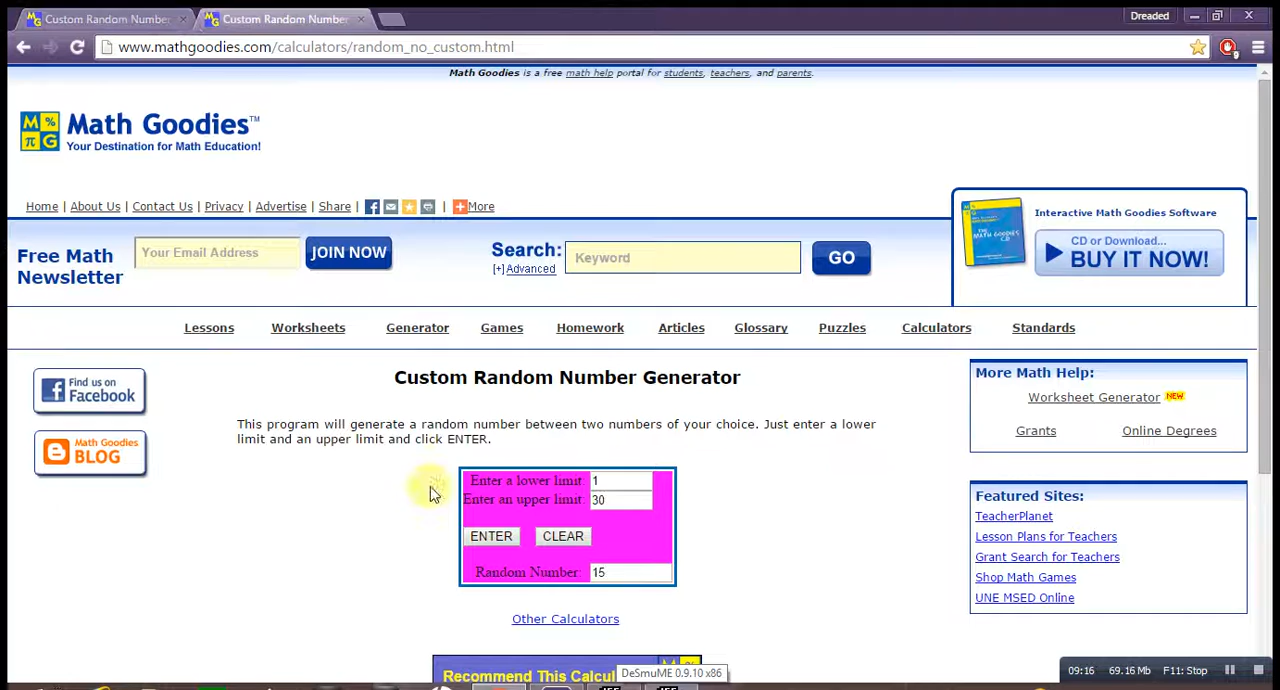 Custom Random Number
Custom Random Number
Dreaded
www.mathgoodies.com/calculators/random_no_custom.html
Math Goodies is a free math help portal for students, teachers, and parents.
M %
π G
Math Goodies™
Your Destination for Math Education!
Home | About Us | Contact Us | Privacy | Advertise | Share | | More
Interactive Math Goodies Software
CD or Download...
BUY IT NOW!
Free Math
Newsletter
Your Email Address
JOIN NOW
Search:
[+] Advanced
Keyword
GO
Lessons Worksheets Generator Games Homework Articles Glossary Puzzles Calculators Standards
Find us on
Facebook
Math Goodies
BLOG
Custom Random Number Generator
This program will generate a random number between two numbers of your choice. Just enter a lower
limit and an upper limit and click ENTER.
Enter a lower limit: 1
Enter an upper limit: 30
ENTER CLEAR
Random Number: 15
Other Calculators
More Math Help:
Worksheet Generator NEW
Grants Online Degrees
Featured Sites:
TeacherPlanet
Lesson Plans for Teachers
Grant Search for Teachers
Shop Math Games
UNE MSED Online
Recommend This Calcul
DeSmuME 0.9.10 x86
09:16 69.16 Mb F11: Stop